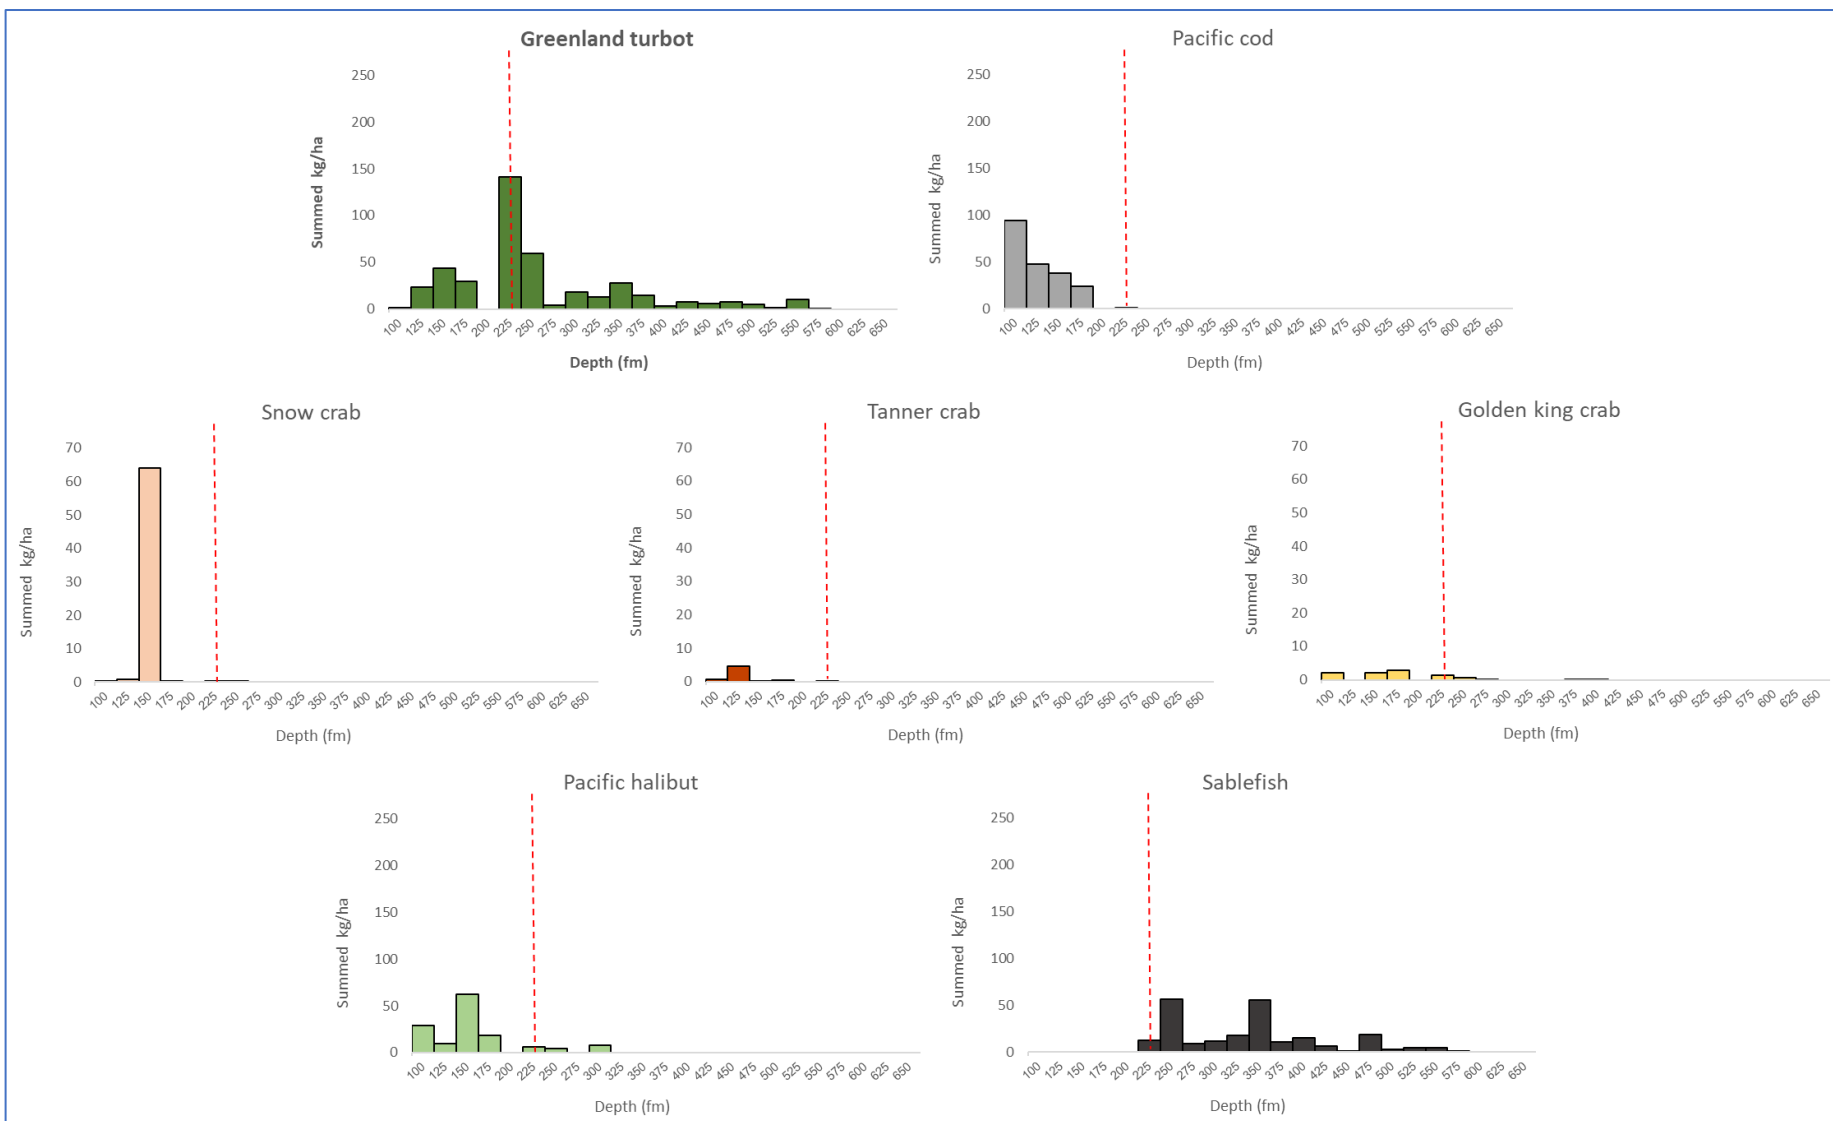 Greenland turbot
Summed kg/ha
250
200
150
100
50
0
100 125 150 175 200 225 250 275 300 325 350 375 400 425 450 475 500 525 550 575 600 625 650
Depth (fm)
Pacific cod
Summed kg/ha
250
200
150
100
50
0
100 125 150 175 200 225 250 275 300 325 350 375 400 425 450 475 500 525 550 575 600 625 650
Depth (fm)
Snow crab
Summed kg/ha
70
60
50
40
30
20
10
0
100 125 150 175 200 225 250 275 300 325 350 375 400 425 450 475 500 525 550 575 600 625 650
Depth (fm)
Tanner crab
Summed kg/ha
70
60
50
40
30
20
10
0
100 125 150 175 200 225 250 275 300 325 350 375 400 425 450 475 500 525 550 575 600 625 650
Depth (fm)
Golden king crab
Summed kg/ha
70
60
50
40
30
20
10
0
100 125 150 175 200 225 250 275 300 325 350 375 400 425 450 475 500 525 550 575 600 625 650
Depth (fm)
Pacific halibut
Summed kg/ha
250
200
150
100
50
0
100 125 150 175 200 225 250 275 300 325 350 375 400 425 450 475 500 525 550 575 600 625 650
Depth (fm)
Sablefish
Summed kg/ha
250
200
150
100
50
0
100 125 150 175 200 225 250 275 300 325 350 375 400 425 450 475 500 525 550 575 600 625 650
Depth (fm)